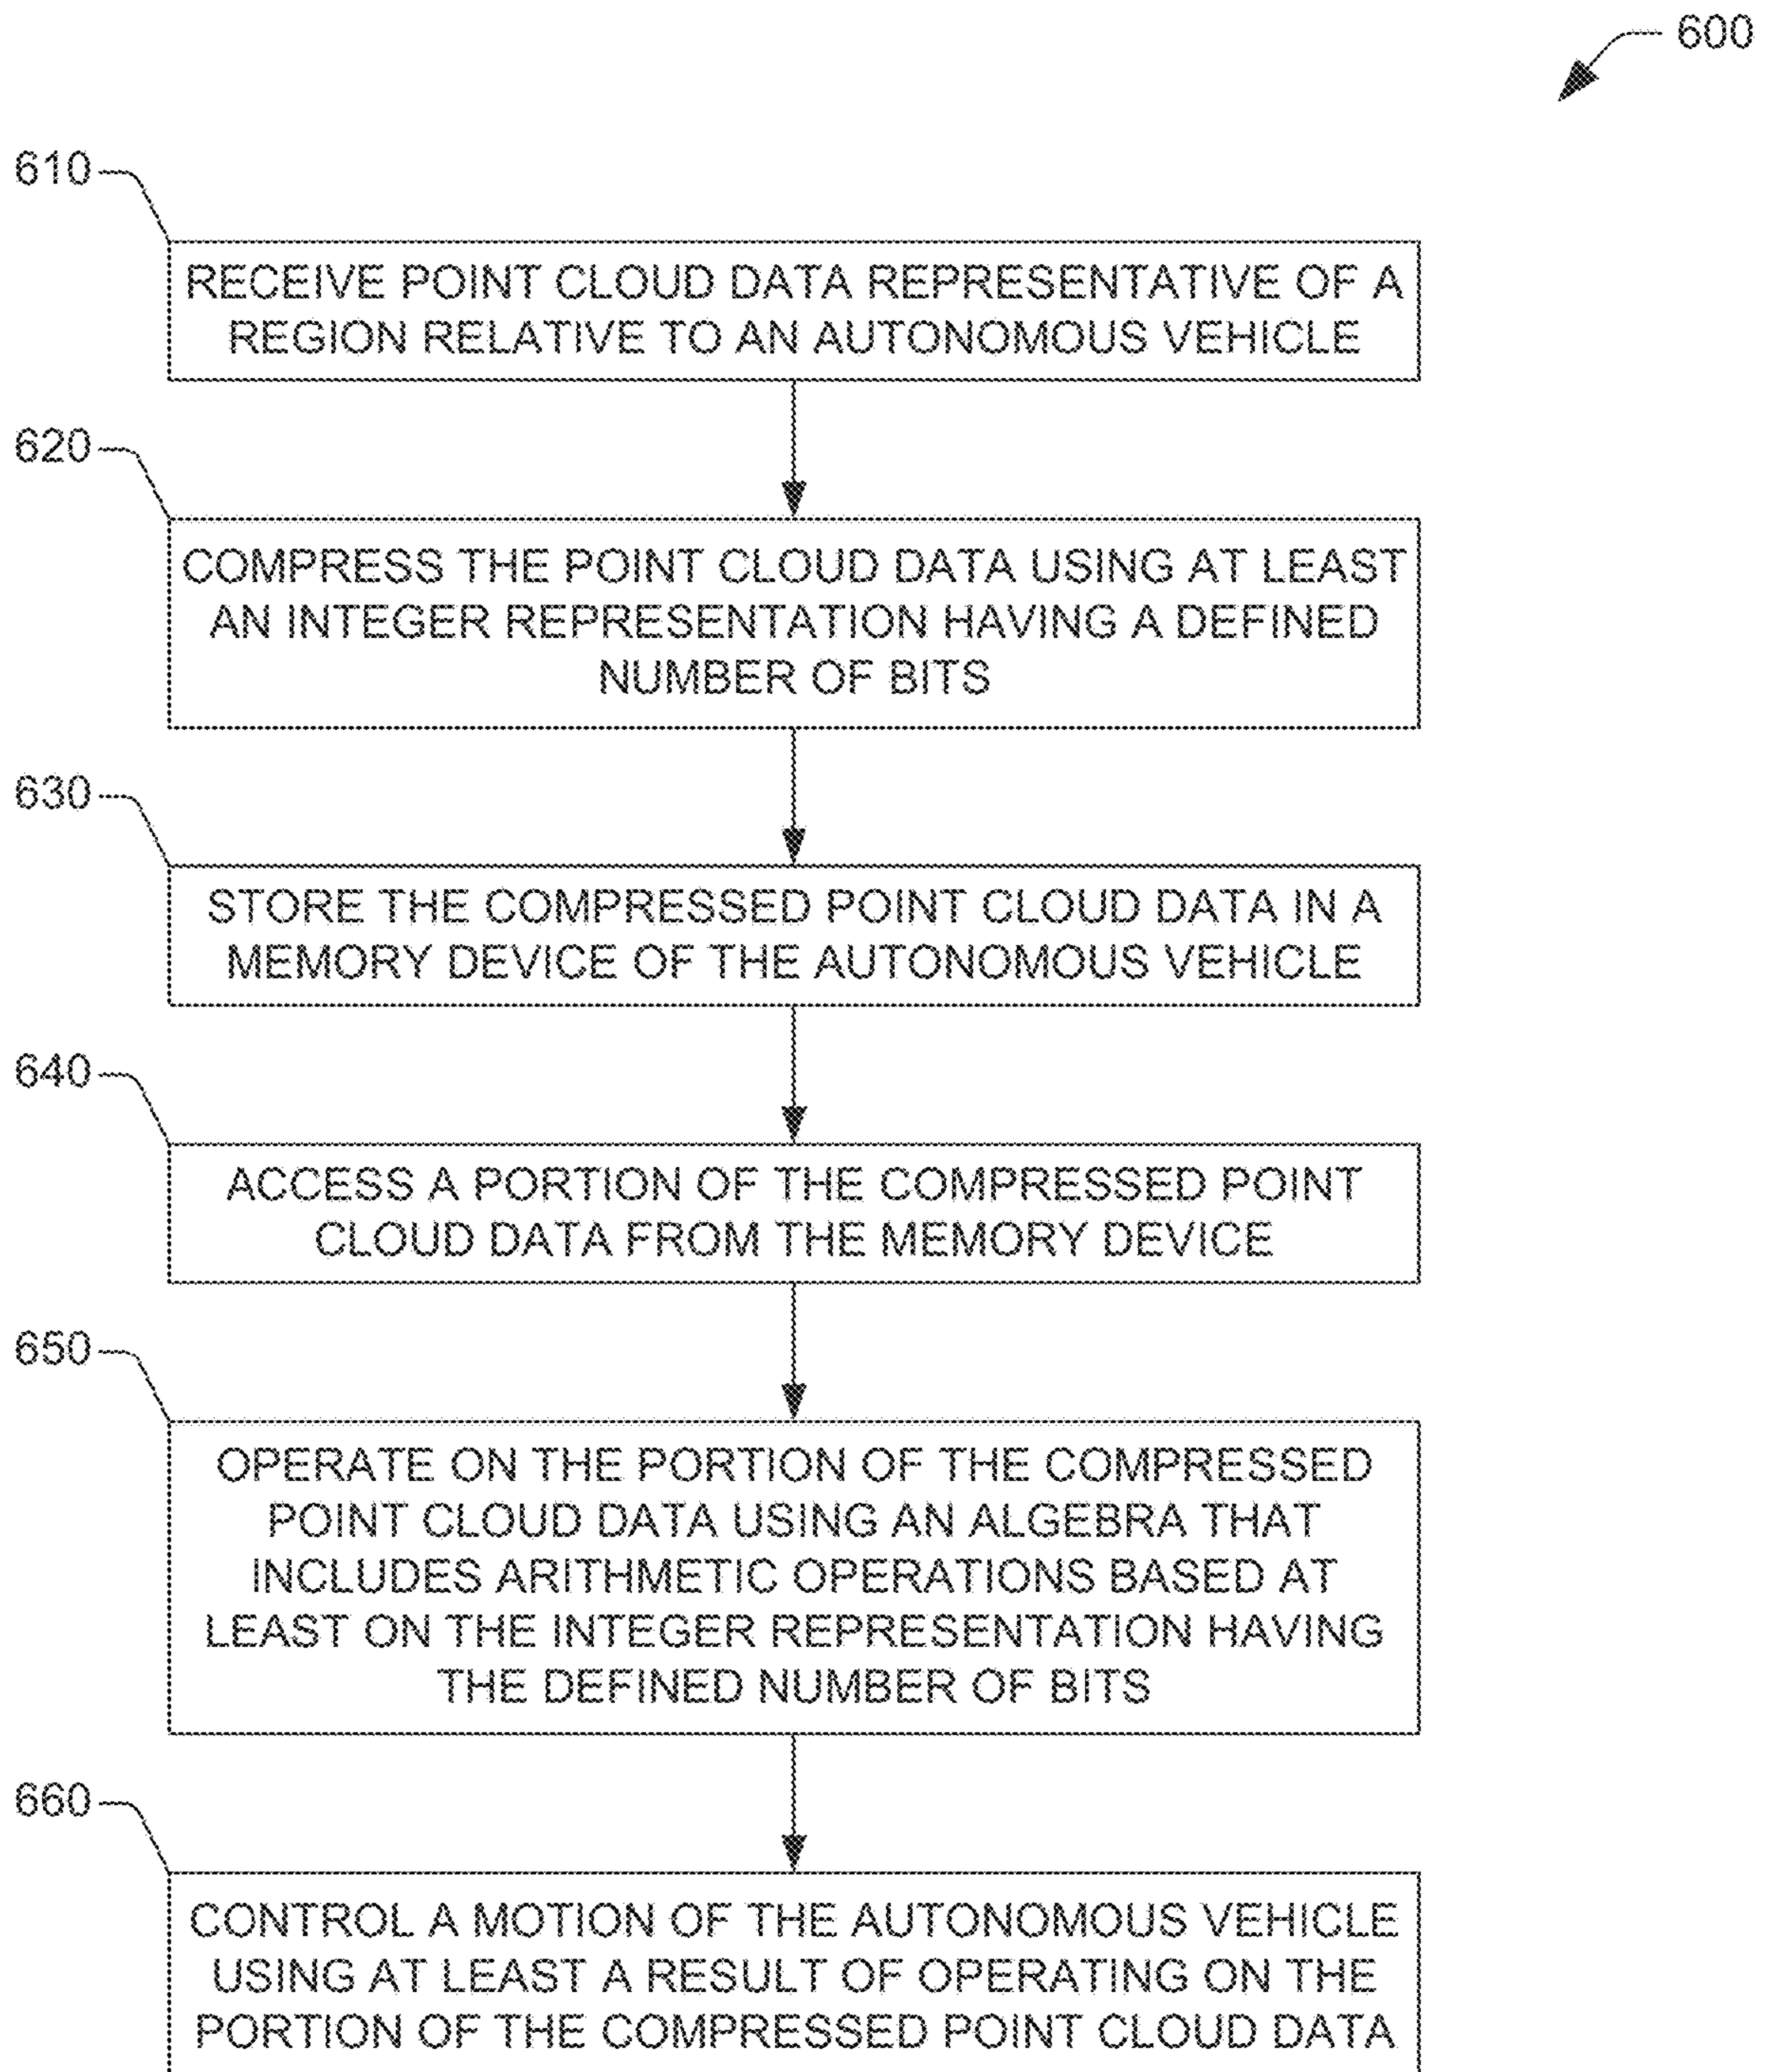 600
610
RECEIVE POINT CLOUD DATA REPRESENTATIVE OF A
REGION RELATIVE TO AN AUTONOMOUS VEHICLE
620
COMPRESS THE POINT CLOUD DATA USING AT LEAST
AN INTEGER REPRESENTATION HAVING A DEFINED
NUMBER OF BITS
630
STORE THE COMPRESSED POINT CLOUD DATA IN A
MEMORY DEVICE OF THE AUTONOMOUS VEHICLE
640
ACCESS A PORTION OF THE COMPRESSED POINT
CLOUD DATA FROM THE MEMORY DEVICE
650
OPERATE ON THE PORTION OF THE COMPRESSED
POINT CLOUD DATA USING AN ALGEBRA THAT
INCLUDES ARITHMETIC OPERATIONS BASED AT
LEAST ON THE INTEGER REPRESENTATION HAVING
THE DEFINED NUMBER OF BITS
660
CONTROL A MOTION OF THE AUTONOMOUS VEHICLE
USING AT LEAST A RESULT OF OPERATING ON THE
PORTION OF THE COMPRESSED POINT CLOUD DATA